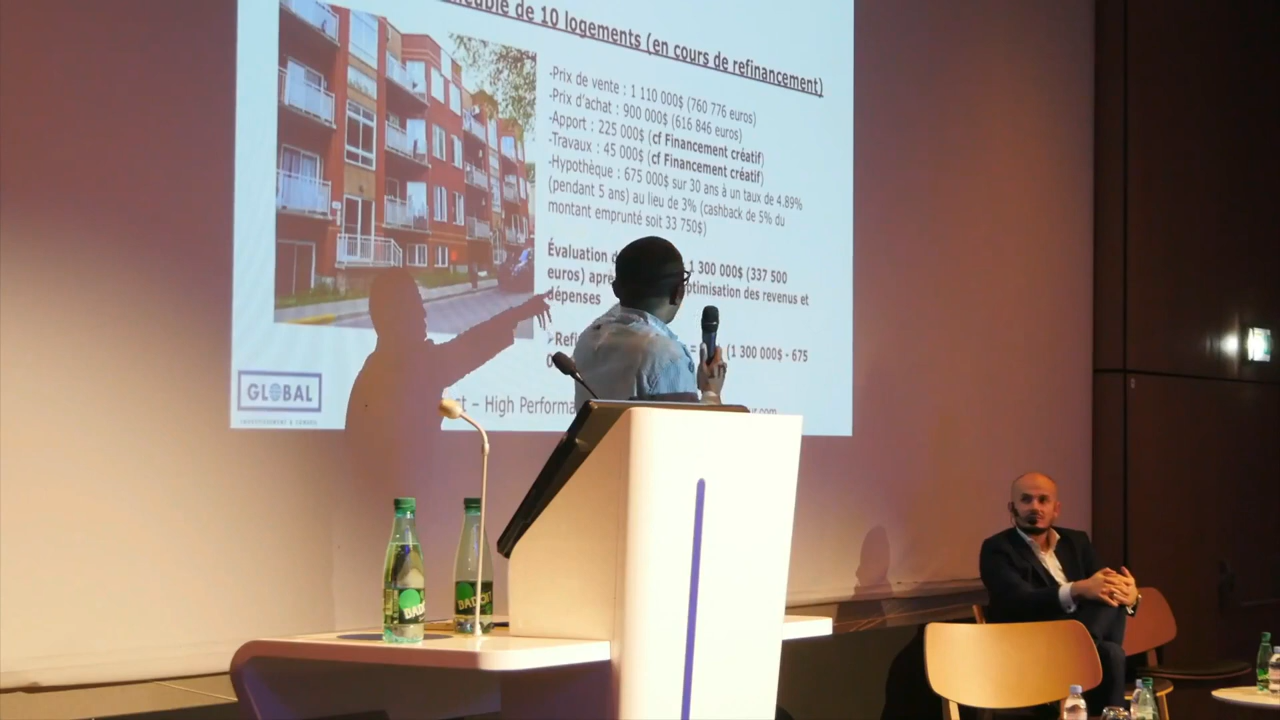 de 10 logements (en cours de refinancement)
-Prix de vente : 1 110 000$ (760 776 euros)
-Prix d'achat : 900 000$ (616 846 euros)
-Apport : 225 000$ (cf Financement créatif)
-Travaux : 45 000$ (cf Financement créatif)
-Hypothèque : 675 000$ sur 30 ans à un taux de 4.89%
(pendant 5 ans) au lieu de 3% (cashback de 5% du
montant emprunté soit 33 750$)
Évaluation 1 300 000$ (337 500
euros) optimisation des revenus et
dépenses
= (1 300 000$ - 675
GLOBAL
INVESTISSEMENT & CONSEIL
– High
BADOIT